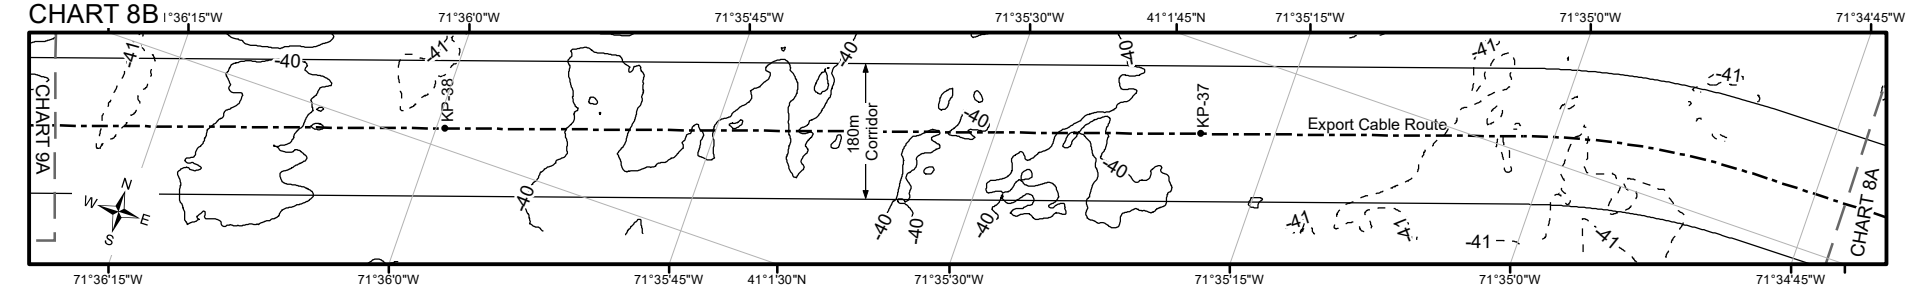 CHART 8B
1°36'15"W 71°36'0"W 71°35'45"W 71°35'30"W 41°1'45"N 71°35'15"W 71°35'0"W 71°34'45"W
-41 -41 -40 -40 -41 -41
-40
CHART 9A
KP-38
180m
Corridor
-40
KP-37
Export Cable Route
-40
-40
N
W E
S
-40 -40 -40
-41 -41 -41 -41
CHART 8A
71°36'15"W 71°36'0"W 71°35'45"W 41°1'30"N 71°35'30"W 71°35'15"W 71°35'0"W 71°34'45"W